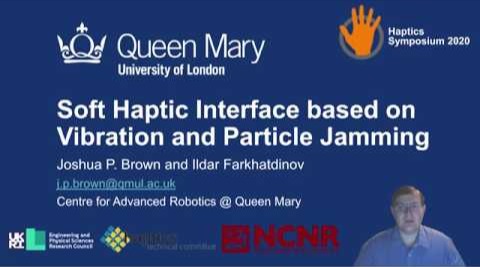 Queen Mary
University of London
Haptics
Symposium 2020
Soft Haptic Interface based on
Vibration and Particle Jamming
Joshua P. Brown and Ildar Farkhatdinov
j.p.brown@qmul.ac.uk
Centre for Advanced Robotics @ Queen Mary
Engineering and
Physical Sciences
Research Council
haptics
technical committee
NCNR